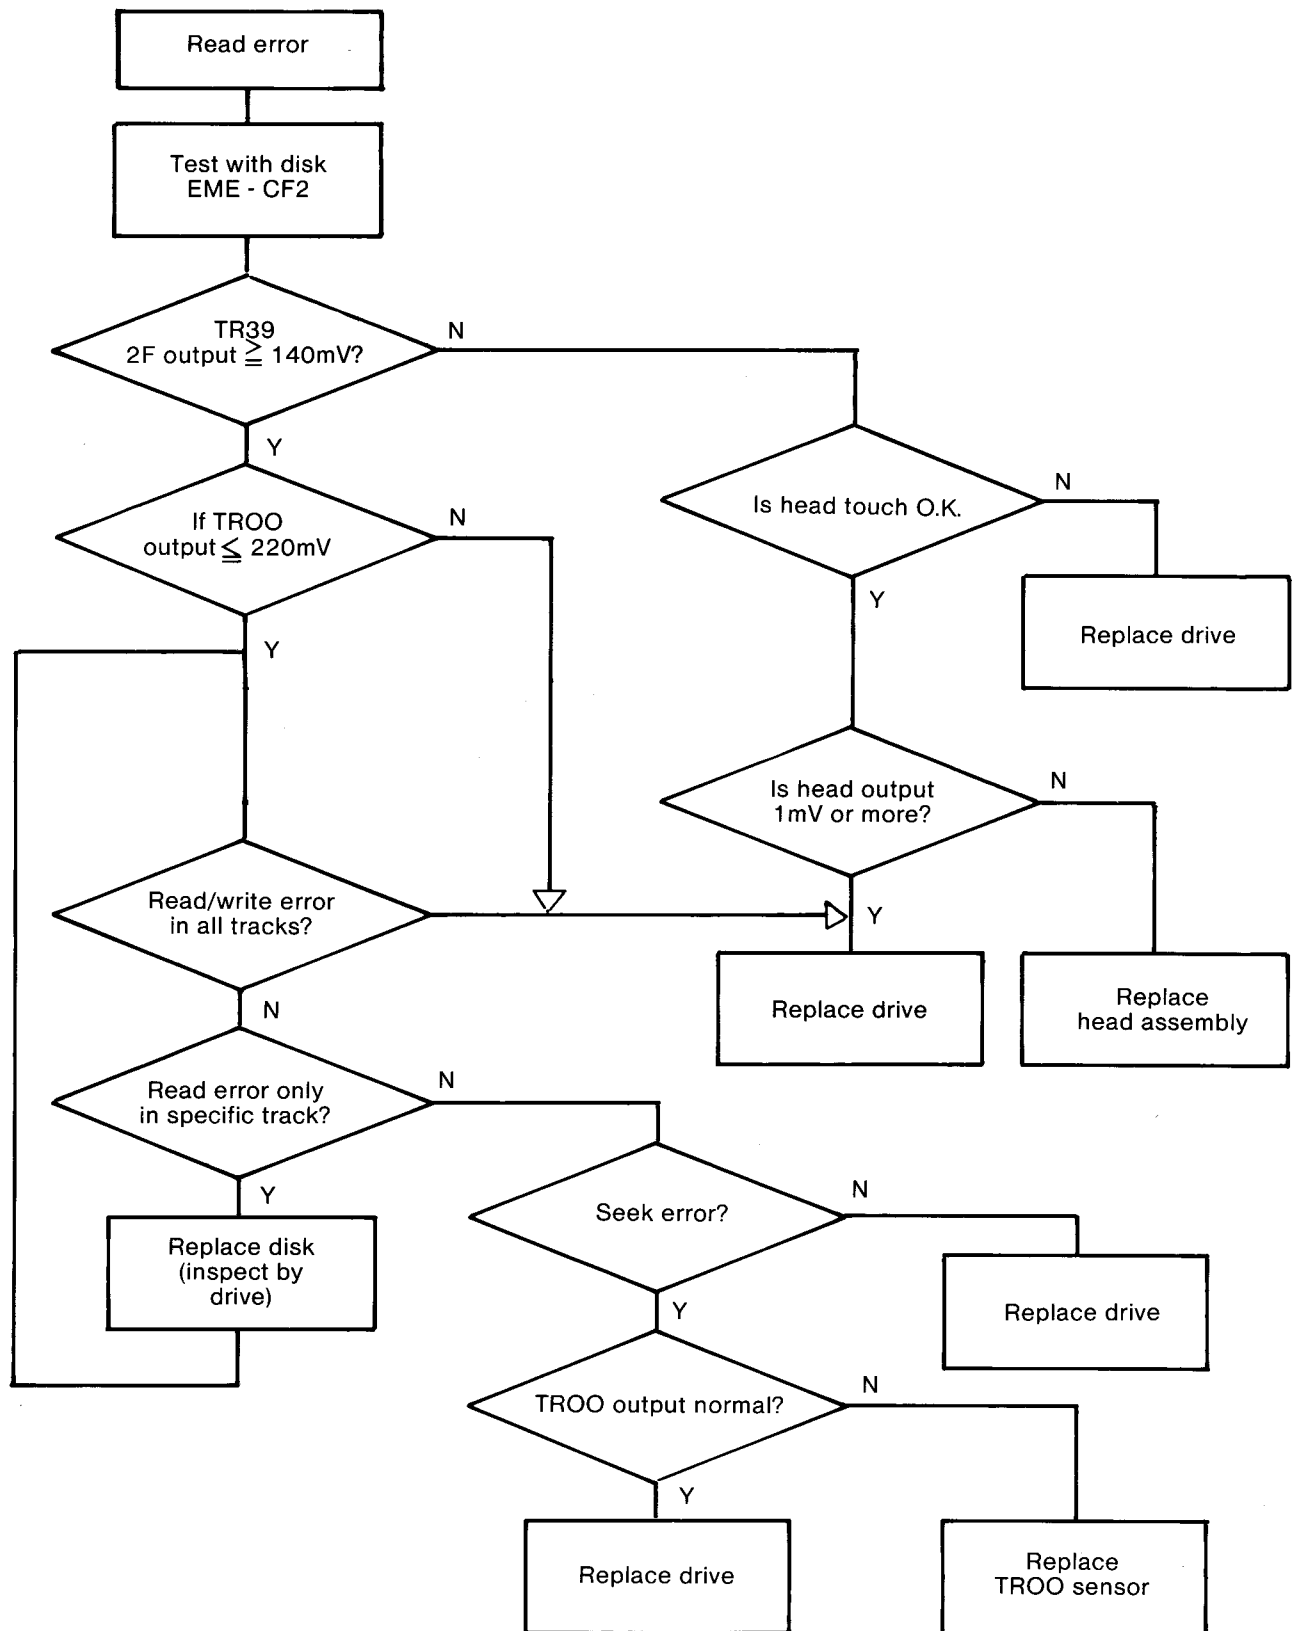 Read error
Test with disk
EME - CF2
TR39
2F output ≧ 140mV?
N
Y
If TROO
output ≦ 220mV
N
Y
Is head touch O.K.
N
Y
Replace drive
Is head output
1mV or more?
N
Y
Read/write error
in all tracks?
N
Replace drive
Replace
head assembly
Read error only
in specific track?
N
Y
Replace disk
(inspect by
drive)
Seek error?
N
Y
Replace drive
TROO output normal?
N
Y
Replace drive
Replace
TROO sensor